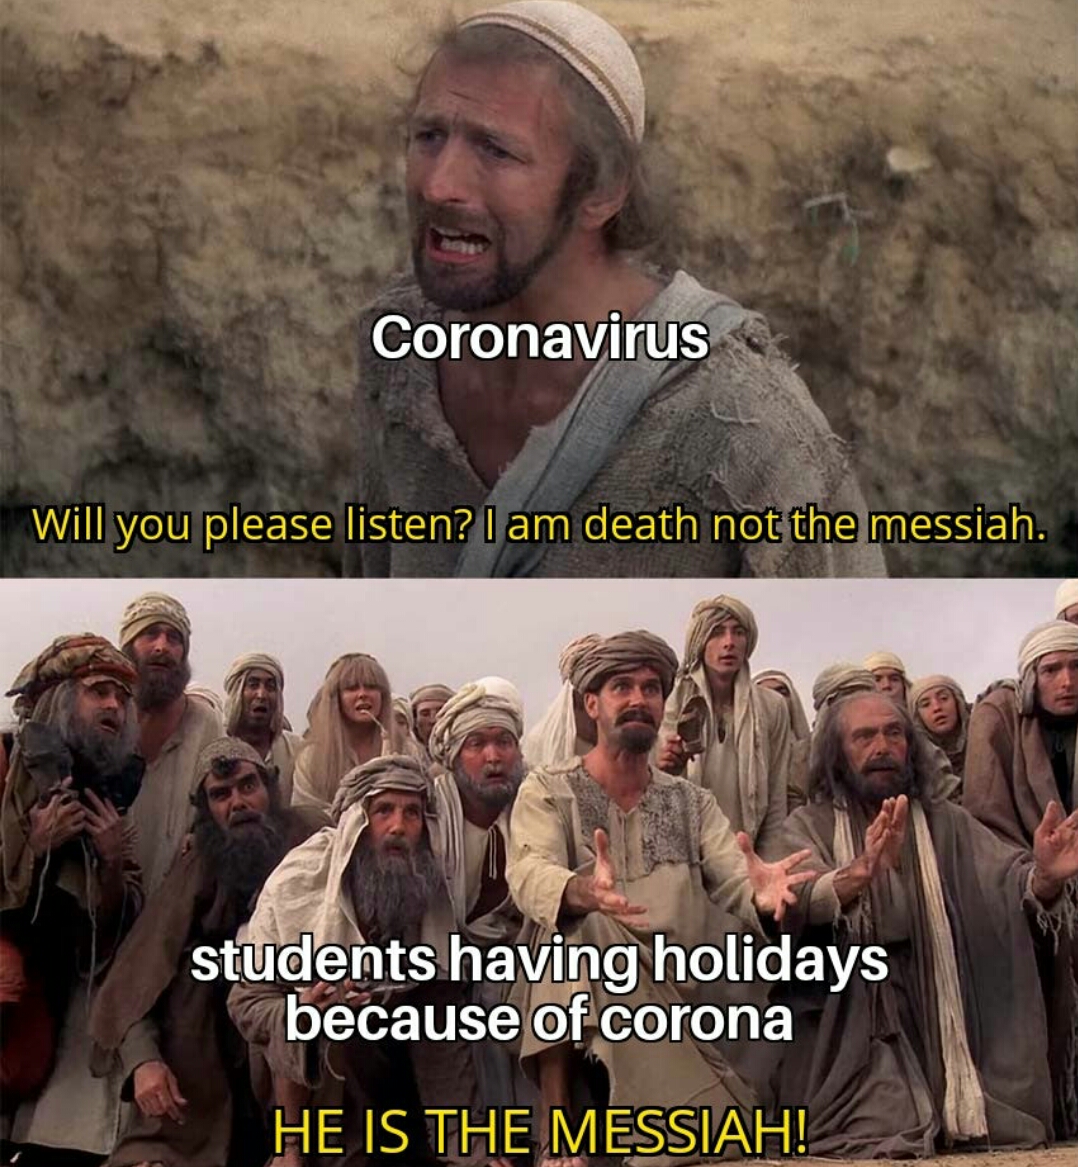 Coronavirus
Will you please listen? I am death not the messiah.
students having holidays
because of corona
HE IS THE MESSIAH!